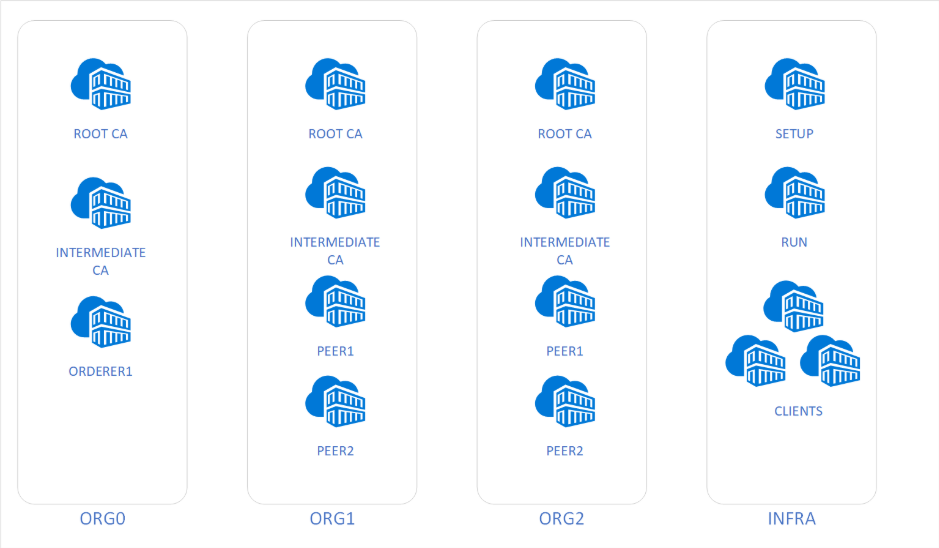 ROOT CA
INTERMEDIATE
CA
ORDERER1
ORG0
ROOT CA
INTERMEDIATE
CA
PEER1
PEER2
ORG1
ROOT CA
INTERMEDIATE
CA
PEER1
PEER2
ORG2
SETUP
RUN
CLIENTS
INFRA